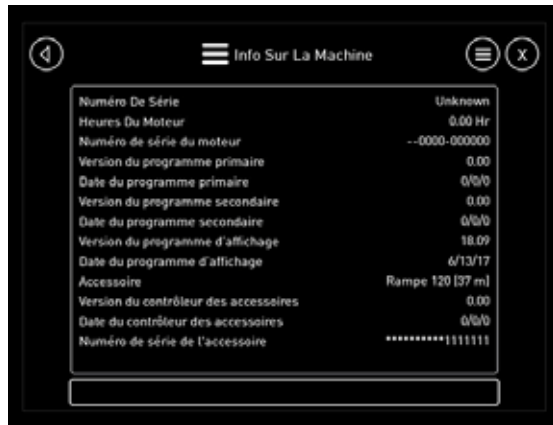 Info Sur La Machine
X
Numéro De Série Unknown
Heures Du Moteur 0.00 Hr
Numéro de série du moteur --0000-000000
Version du programme primaire 0.00
Date du programme primaire 0/0/0
Version du programme secondaire 0.00
Date du programme secondaire 0/0/0
Version du programme d'affichage 18.09
Date du programme d'affichage 6/13/17
Accessoire Rampe 120 [37 m]
Version du contrôleur des accessoires 0.00
Date du contrôleur des accessoires 0/0/0
Numéro de série de l'accessoire **********1111111